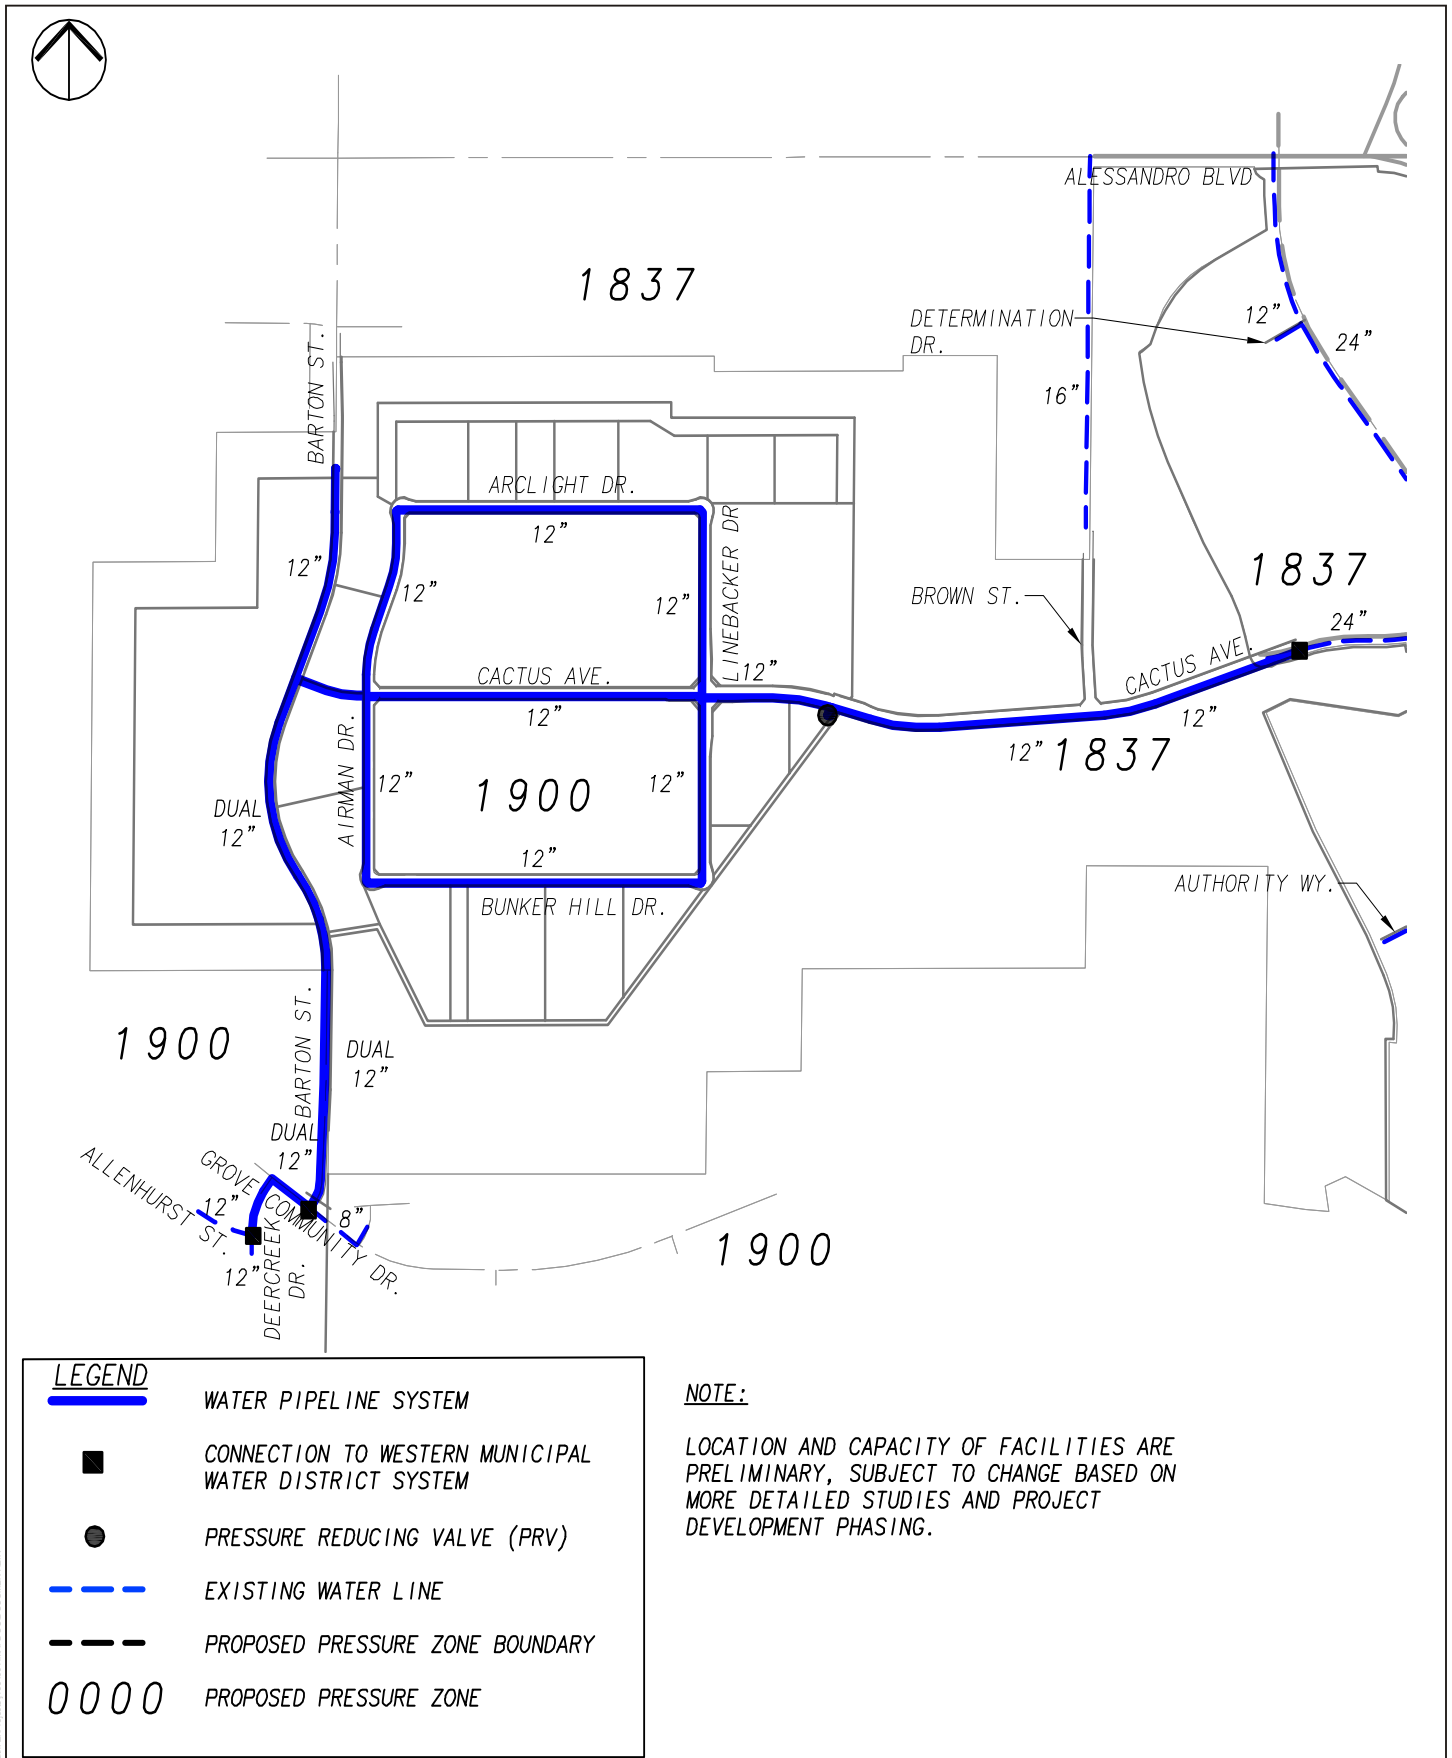 ALESSANDRO BLVD
1837
DETERMINATION
DR.
12"
24"
BARTON ST.
16"
ARCLIGHT DR.
12"
LINEBACKER DR
12"
12"
12"
1837
BROWN ST.
24"
CACTUS AVE.
12"
CACTUS AVE.
12"
12"
12"
1837
AIRMAN DR.
12"
1900
12"
DUAL
12"
12"
BUNKER HILL DR.
AUTHORITY WY.
1900
BARTON ST.
DUAL
12"
DUAL
12"
ALLENHURST ST.
GROVE COMMUNITY DR.
12"
8"
12"
DEERCREEK
DR.
1900
LEGEND
WATER PIPELINE SYSTEM
CONNECTION TO WESTERN MUNICIPAL
WATER DISTRICT SYSTEM
PRESSURE REDUCING VALVE (PRV)
EXISTING WATER LINE
PROPOSED PRESSURE ZONE BOUNDARY
0000 PROPOSED PRESSURE ZONE
NOTE:
LOCATION AND CAPACITY OF FACILITIES ARE
PRELIMINARY, SUBJECT TO CHANGE BASED ON
MORE DETAILED STUDIES AND PROJECT
DEVELOPMENT PHASING.